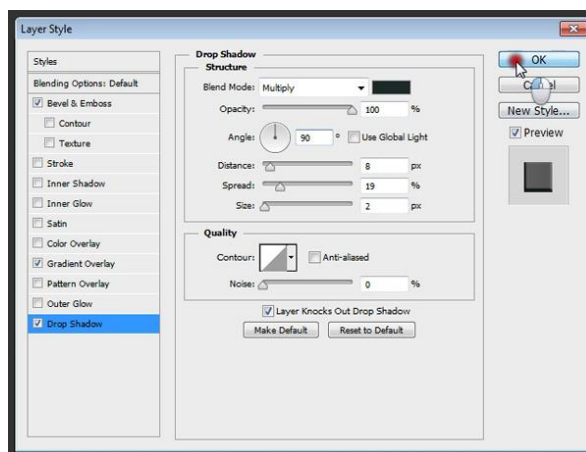 Layer Style
Styles
Blending Options: Default
Bevel & Emboss
Contour
Texture
Stroke
Inner Shadow
Inner Glow
Satin
Color Overlay
Gradient Overlay
Pattern Overlay
Outer Glow
Drop Shadow
Drop Shadow
Structure
Blend Mode: Multiply
Opacity: 100 %
Angle: 90 ° Use Global Light
Distance: 8 px
Spread: 19 %
Size: 2 px
Quality
Contour: Anti-aliased
Noise: 0 %
Layer Knocks Out Drop Shadow
Make Default Reset to Default
OK
New Style...
Preview